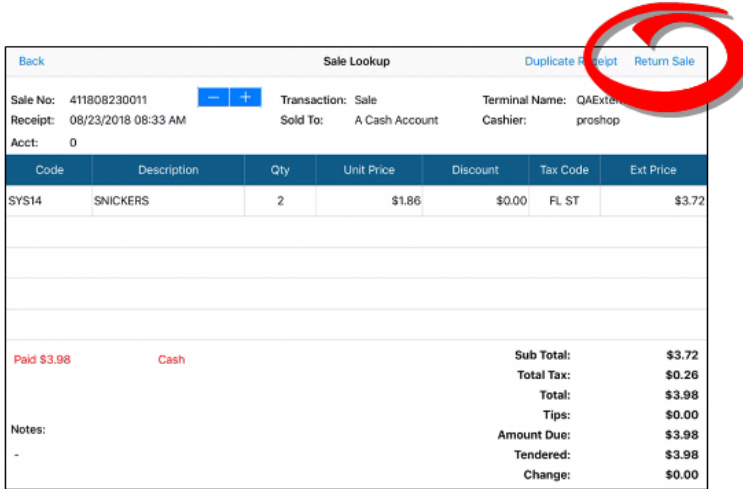 Back Sale Lookup Duplicate Receipt Return Sale
Sale No: 411808230011 − + Transaction: Sale Terminal Name:
Receipt: 08/23/2018 08:33 AM Sold To: A Cash Account Cashier: proshop
Acct: 0
Code Description Qty Unit Price Discount Tax Code Ext Price
SYS14 SNICKERS 2 $1.86 $0.00 FL ST $3.72
Paid $3.98 Cash
Sub Total: $3.72
Total Tax: $0.26
Total: $3.98
Tips: $0.00
Notes:
Amount Due: $3.98
-
Tendered: $3.98
Change: $0.00